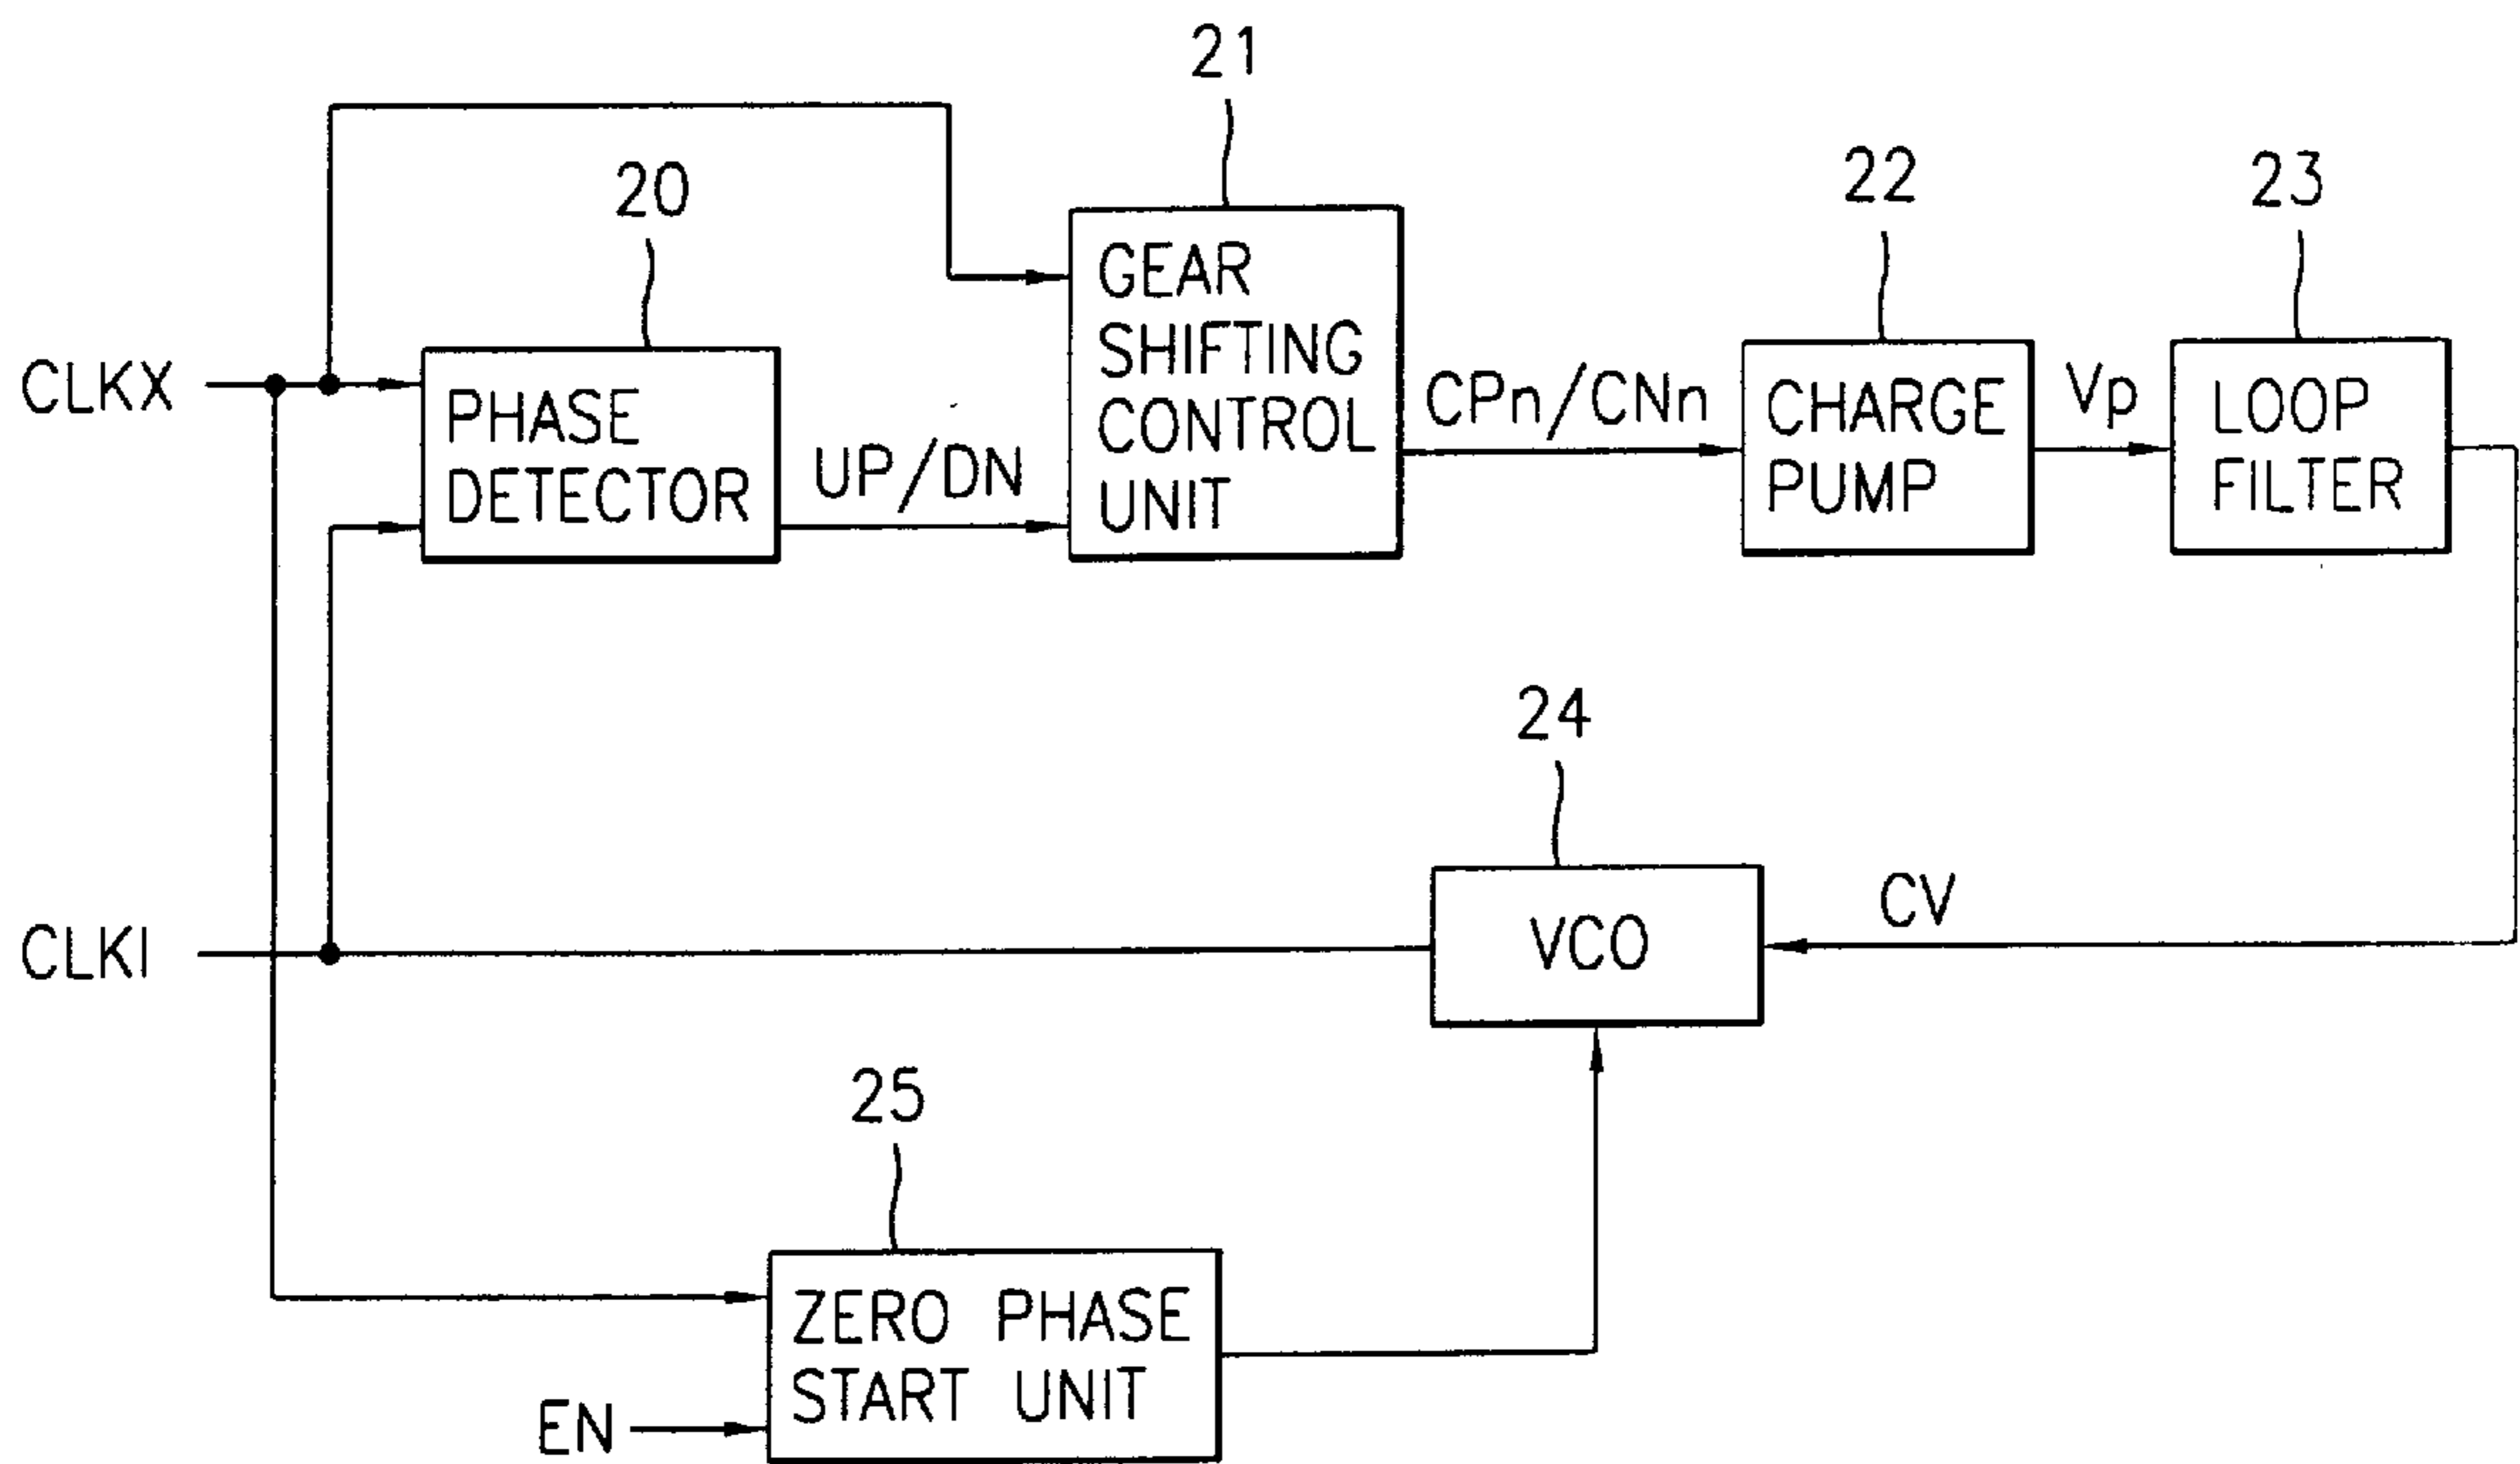 21
20
22
23
GEAR
SHIFTING
CONTROL
UNIT
CLKX
PHASE
DETECTOR
UP/DN
CPn/CNn
CHARGE
PUMP
Vp
LOOP
FILTER
24
CLKI
VCO
CV
25
ZERO PHASE
START UNIT
EN